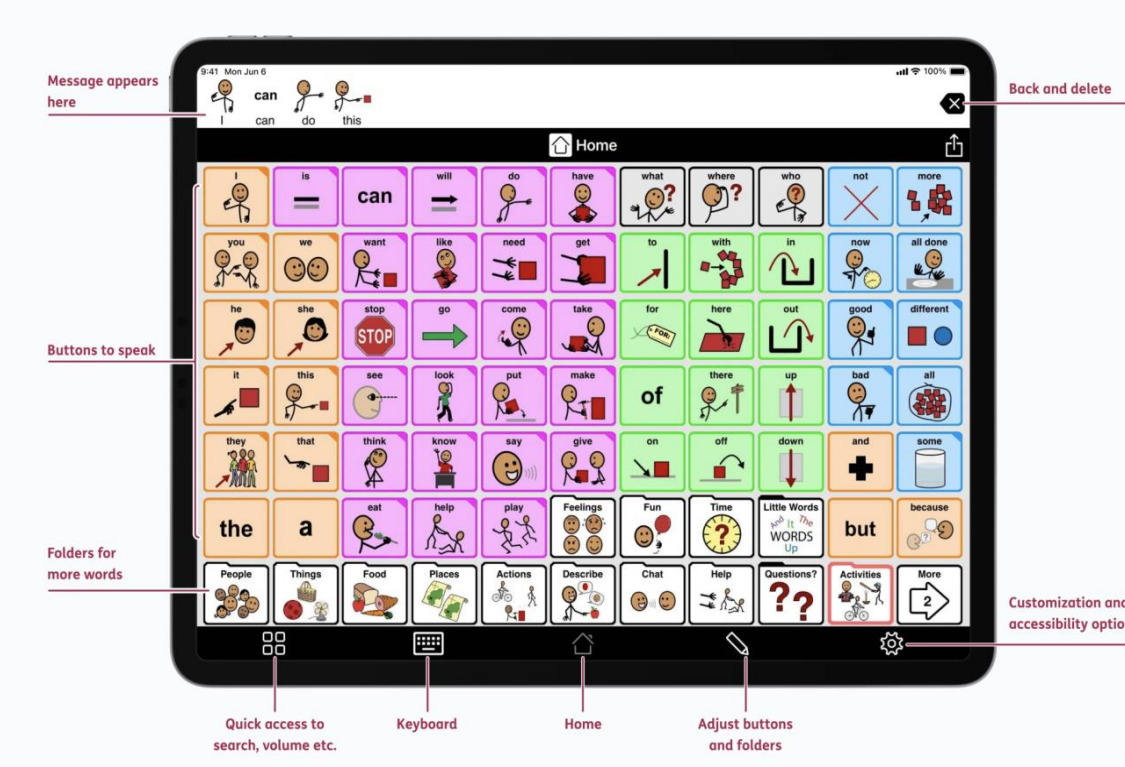 9:41 Mon Jun 6
100%
Message appears
here
can
I can do this
Back and delete
Home
I is can will do have what where who not more
you we want like need get to with in now all done
he she stop go come take for here out good different
STOP
FOR:
Buttons to speak
it this see look put make of there up bad all
they that think know say give on off down and some
the a eat help play Feelings Fun Time Little Words but because
And It The
WORDS
Up
Folders for
more words
People Things Food Places Actions Describe Chat Help Questions? Activities More
2
Customization and
accessibility optio
Quick access to
search, volume etc.
Keyboard
Home
Adjust buttons
and folders